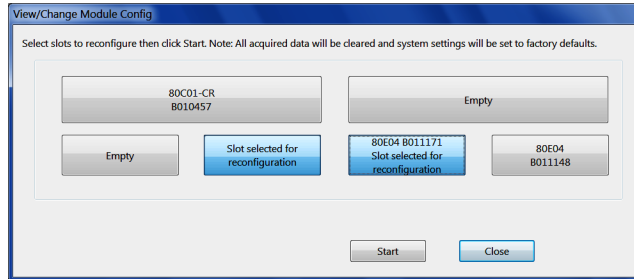 View/Change Module Config
Select slots to reconfigure then click Start. Note: All acquired data will be cleared and system settings will be set to factory defaults.
80C01-CR
B010457
Empty
Empty
Slot selected for
reconfiguration
80E04 B011171
Slot selected for
reconfiguration
80E04
B011148
Start
Close